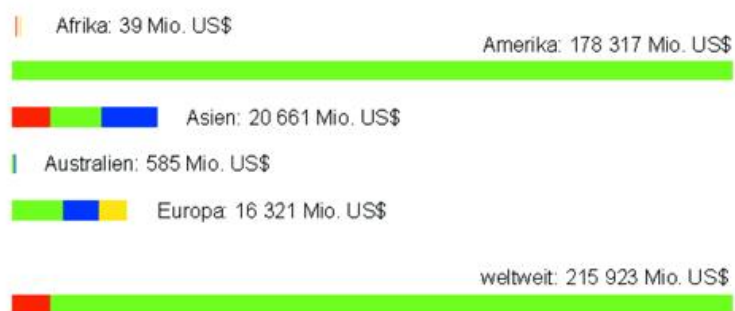 Afrika: 39 Mio. US$
Amerika: 178 317 Mio. US$
Asien: 20 661 Mio. US$
Australien: 585 Mio. US$
Europa: 16 321 Mio. US$
weltweit: 215 923 Mio. US$